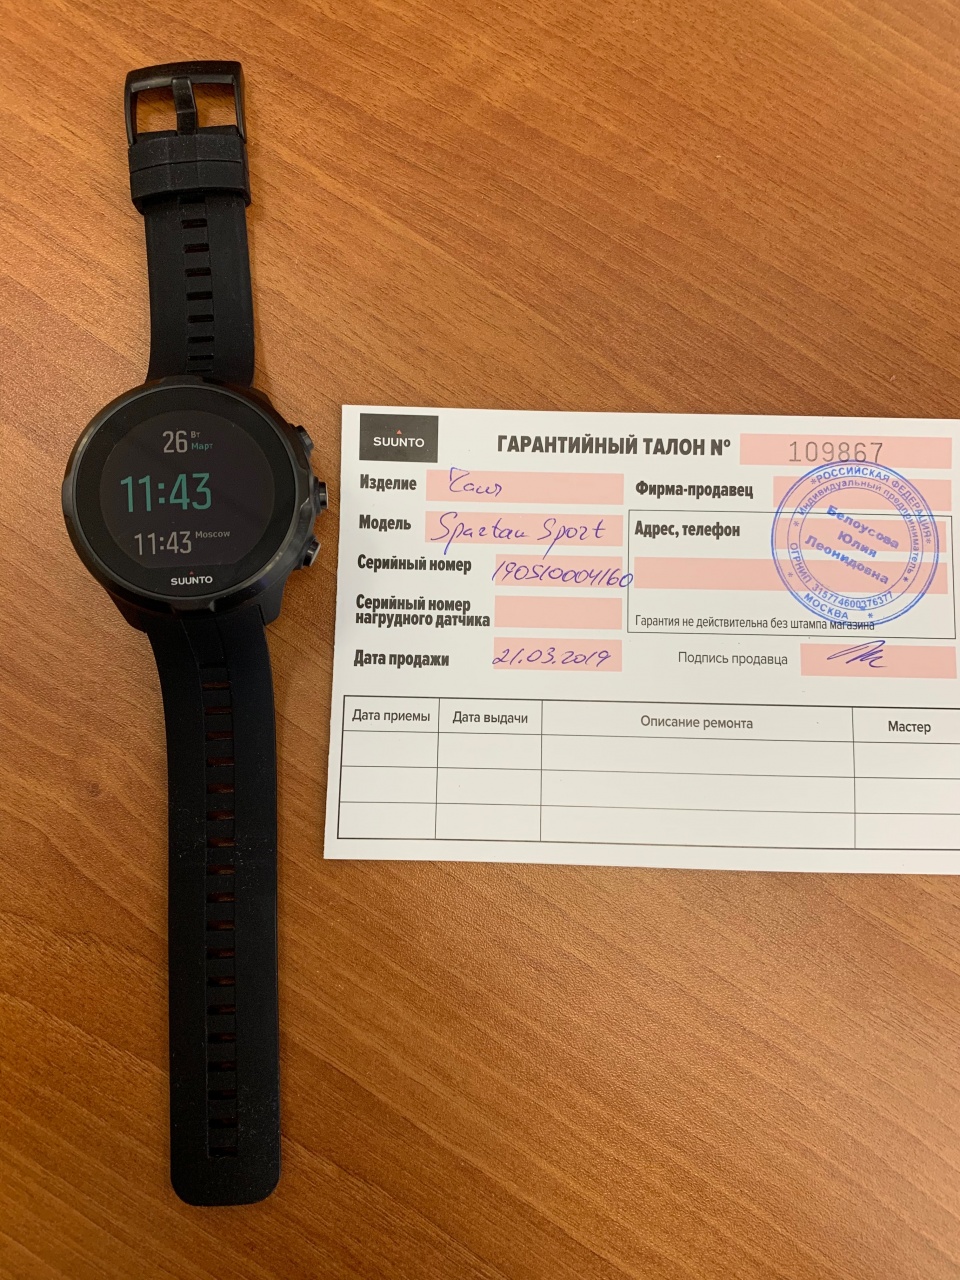 26 Вт
Март
11:43
11:43 Moscow
SUUNTO
SUUNTO
ГАРАНТИЙНЫЙ ТАЛОН № 109867
Изделие Часы
Модель Spartan Sport
Серийный номер 190510004160
Серийный номер
нагрудного датчика
Дата продажи 21.03.2019
Фирма-продавец
Адрес, телефон
Гарантия не действительна без штампа магазина
Подпись продавца
*РОССИЙСКАЯ ФЕДЕРАЦИЯ*
* Индивидуальный предприниматель *
Белоусова
Юлия
Леонидовна
ОГРНИП 315774600376377
* МОСКВА *
Дата приемы Дата выдачи Описание ремонта Мастер